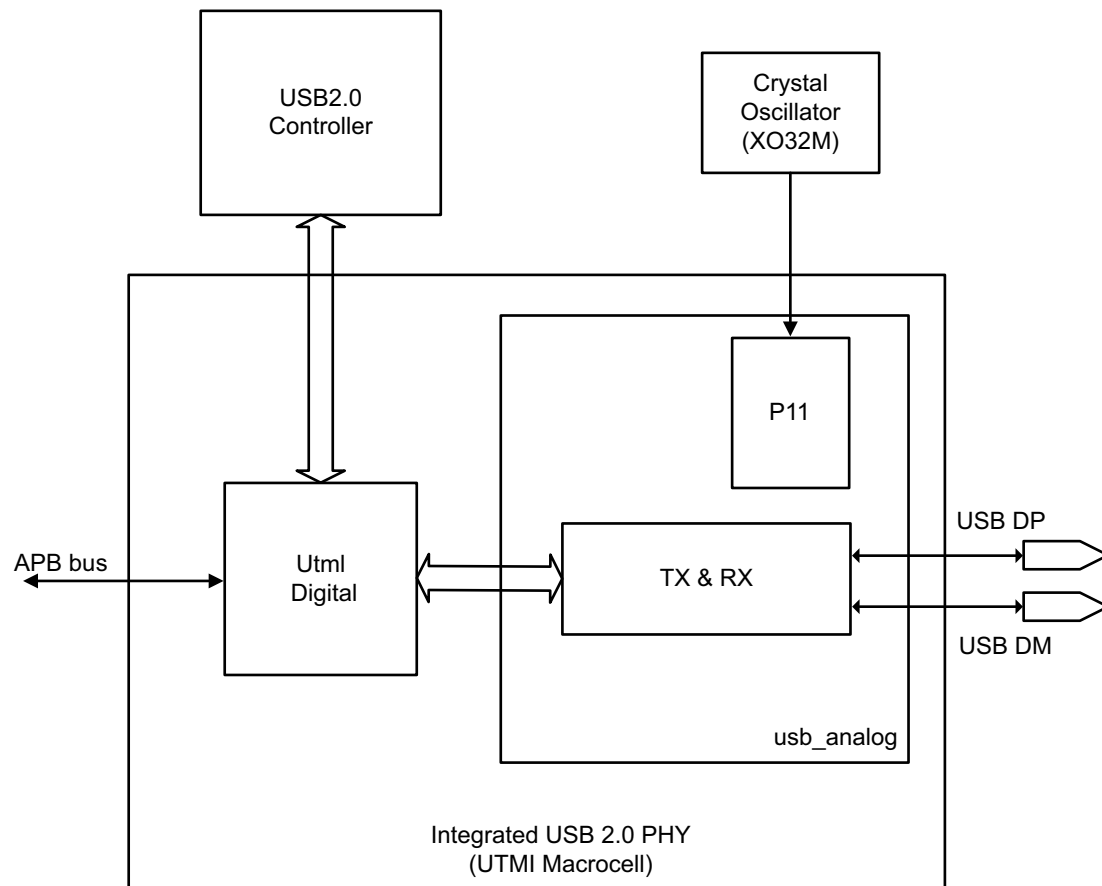 USB2.0
Controller
Crystal
Oscillator
(XO32M)
P11
USB DP
APB bus
Utml
Digital
TX & RX
USB DM
usb_analog
Integrated USB 2.0 PHY
(UTMI Macrocell)